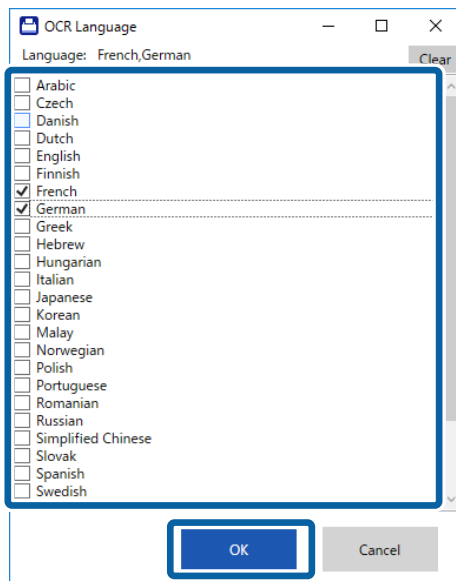 OCR Language
Language: French,German
Clear
Arabic
Czech
Danish
Dutch
English
Finnish
French
German
Greek
Hebrew
Hungarian
Italian
Japanese
Korean
Malay
Norwegian
Polish
Portuguese
Romanian
Russian
Simplified Chinese
Slovak
Spanish
Swedish
OK
Cancel